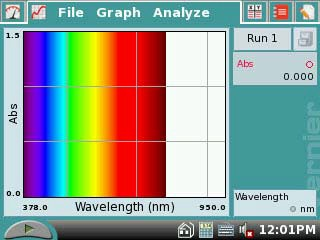 File Graph Analyze
1.5
Abs
0.0
378.0 Wavelength (nm) 950.0
Run 1
Abs
0.000
Vernier
Wavelength
nm
12:01PM